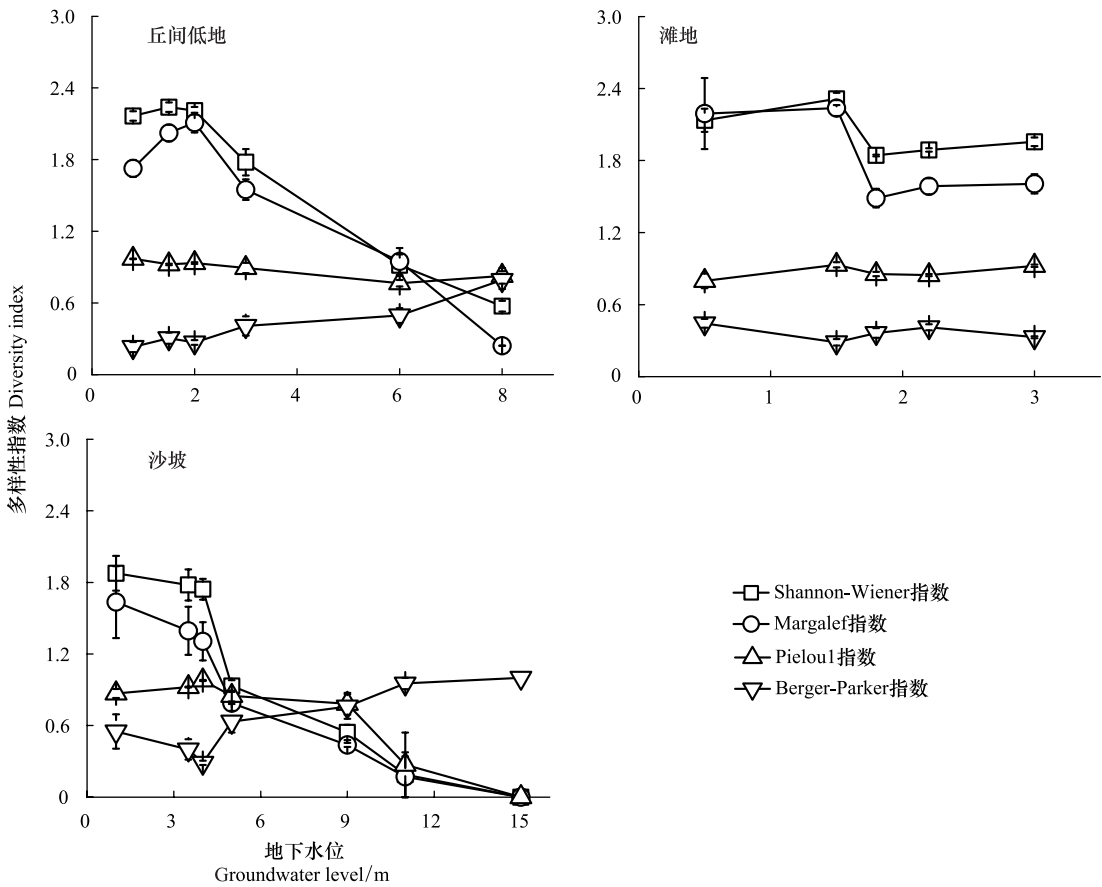 丘间低地
3.0
2.4
1.8
1.2
0.6
0
0 2 4 6 8
滩地
3.0
2.4
1.8
1.2
0.6
0
0 1 2 3
多样性指数 Diversity index
沙坡
3.0
2.4
1.8
1.2
0.6
0
0 3 6 9 12 15
地下水位
Groundwater level/m
Shannon-Wiener指数
Margalef指数
Pielou1指数
Berger-Parker指数